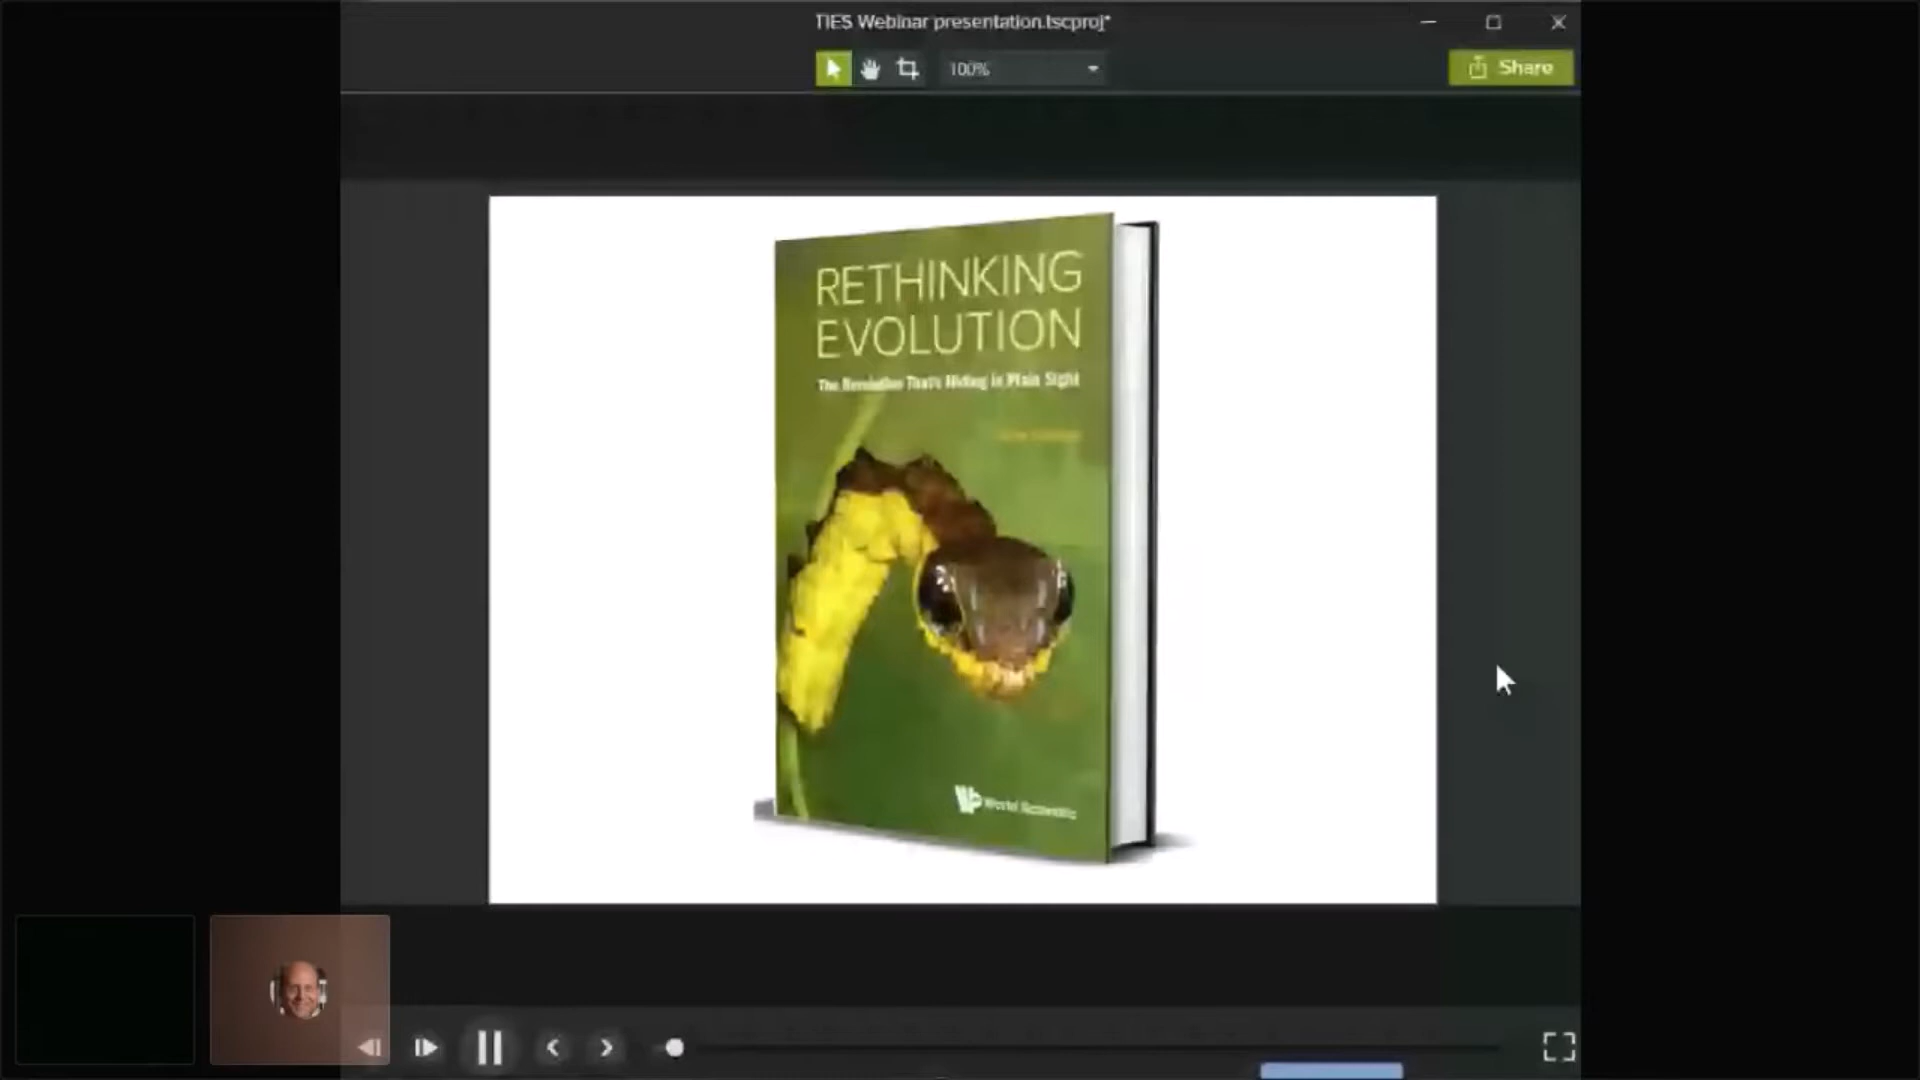 TIES Webinar presentation.tscproj*
100%
Share
RETHINKING
EVOLUTION
The Revolution That's Hiding in Plain Sight
World Scientific